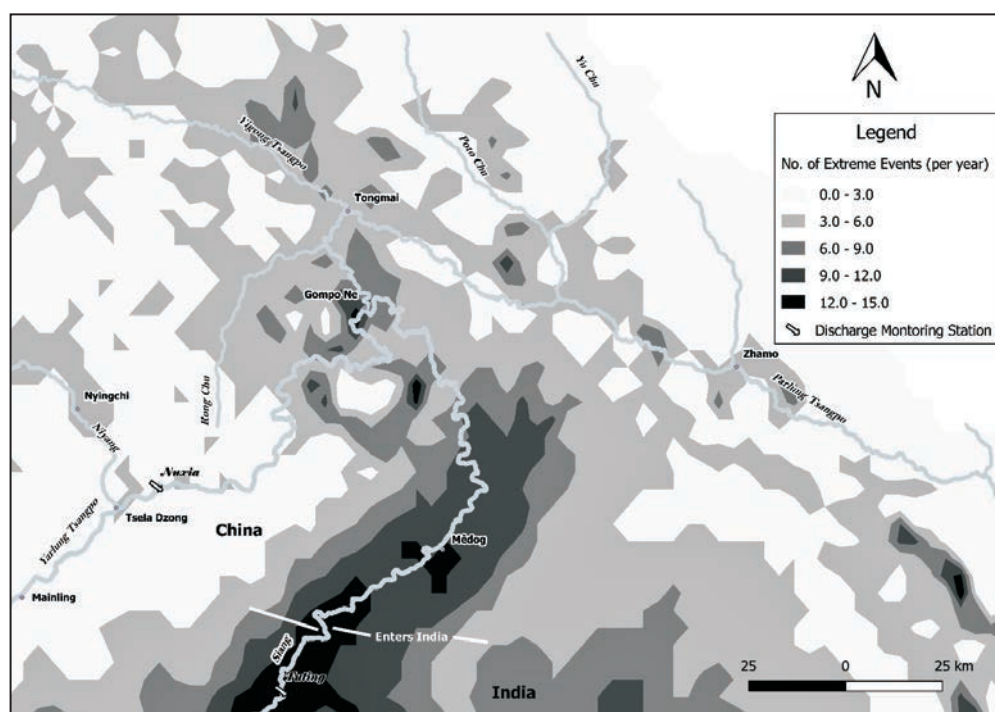 Yu Chu
N
Poto Chu
Legend
No. of Extreme Events (per year)
Yigong Tsangpo
0.0 - 3.0
Tongmai
3.0 - 6.0
6.0 - 9.0
9.0 - 12.0
Gompo Ne
12.0 - 15.0
Discharge Montoring Station
Zhamo
Parlung Tsangpo
Nyingchi
Rong Chu
Niyang
Nuxia
Tsela Dzong
China
Yarlung Tsangpo
Mèdog
Mainling
Enters India
Siang
Tuting
India
25 0 25 km